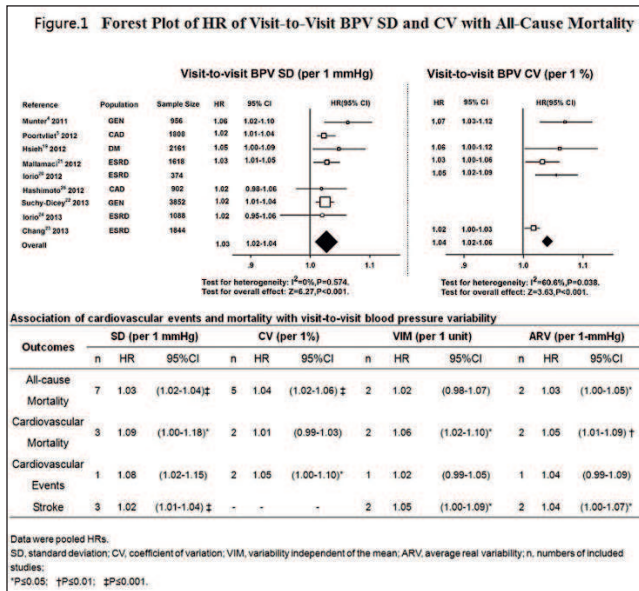 Figure.1 Forest Plot of HR of Visit-to-Visit BPV SD and CV with All-Cause Mortality
Visit-to-visit BPV SD (per 1 mmHg) Visit-to-visit BPV CV (per 1 %)
Reference Population Sample Size HR 95% CI HR(95% CI) HR 95% CI HR(95% CI)
Munter⁴ 2011 GEN 956 1.06 1.02-1.10 1.07 1.03-1.12
Poortvliet⁵ 2012 CAD 1808 1.02 1.01-1.04
Hsieh¹⁹ 2012 DM 2161 1.05 1.00-1.09 1.06 1.00-1.12
Mallamaci²¹ 2012 ESRD 1618 1.03 1.01-1.05 1.03 1.00-1.06
Iorio²⁰ 2012 ESRD 374 1.05 1.02-1.09
Hashimoto²⁶ 2012 CAD 902 1.02 0.98-1.06
Suchy-Dicey²² 2013 GEN 3852 1.02 1.01-1.04
Iorio²⁴ 2013 ESRD 1088 1.02 0.95-1.06
Chang²³ 2013 ESRD 1844 1.02 1.00-1.03
Overall 1.03 1.02-1.04 1.04 1.02-1.06
.9 1.0 1.1 .9 1.0 1.1
Test for heterogeneity: I²=0%,P=0.574. Test for heterogeneity: I²=60.6%,P=0.038.
Test for overall effect: Z=6.27,P<0.001. Test for overall effect: Z=3.63,P<0.001.
Association of cardiovascular events and mortality with visit-to-visit blood pressure variability
Outcomes SD (per 1 mmHg) CV (per 1%) VIM (per 1 unit) ARV (per 1-mmHg)
n HR 95%CI n HR 95%CI n HR 95%CI n HR 95%CI
All-cause Mortality 7 1.03 (1.02-1.04)‡ 5 1.04 (1.02-1.06) ‡ 2 1.02 (0.98-1.07) 2 1.03 (1.00-1.05)*
Cardiovascular Mortality 3 1.09 (1.00-1.18)* 2 1.01 (0.99-1.03) 2 1.06 (1.02-1.10)* 2 1.05 (1.01-1.09) †
Cardiovascular Events 1 1.08 (1.02-1.15) 2 1.05 (1.00-1.10)* 1 1.02 (0.99-1.05) 1 1.04 (0.99-1.09)
Stroke 3 1.02 (1.01-1.04) ‡ - - - 2 1.05 (1.00-1.09)* 2 1.04 (1.00-1.07)*
Data were pooled HRs.
SD, standard deviation; CV, coefficient of variation; VIM, variability independent of the mean; ARV, average real variability; n, numbers of included
studies;
*P≤0.05; †P≤0.01; ‡P≤0.001.